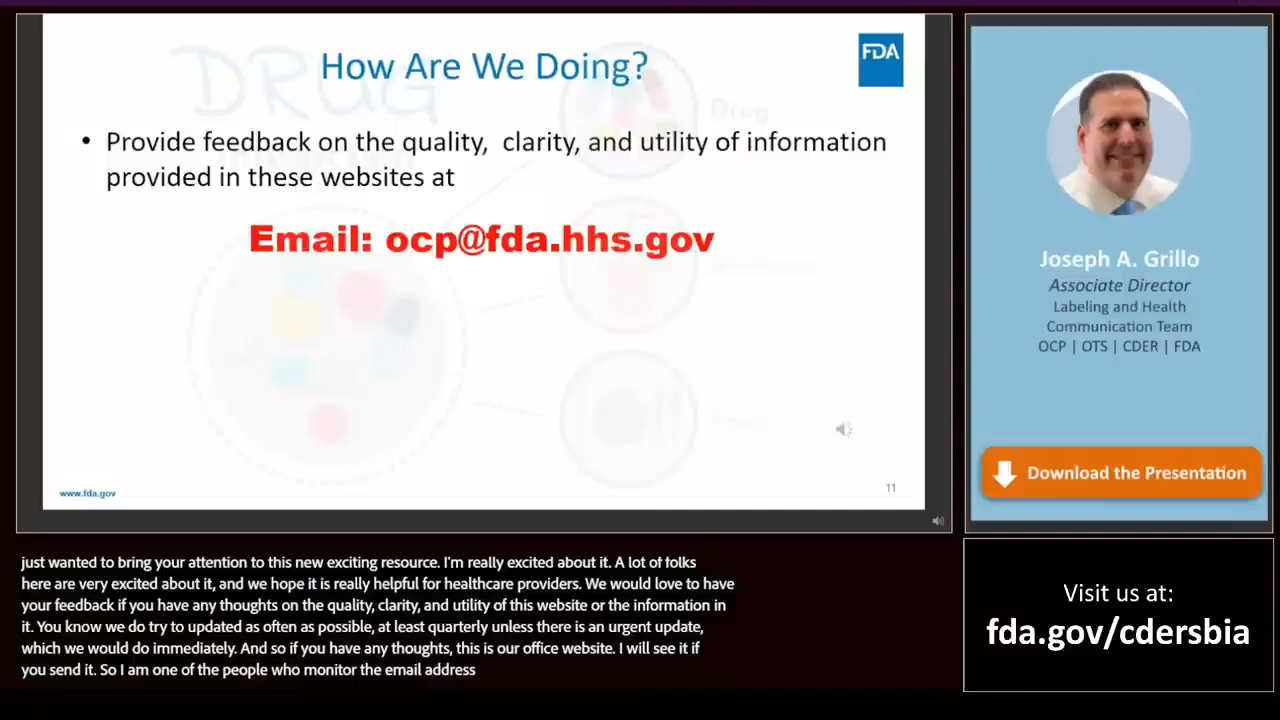 How Are We Doing?
FDA
• Provide feedback on the quality, clarity, and utility of information
provided in these websites at
Email: ocp@fda.hhs.gov
www.fda.gov
11
Joseph A. Grillo
Associate Director
Labeling and Health
Communication Team
OCP | OTS | CDER | FDA
Download the Presentation
just wanted to bring your attention to this new exciting resource. I'm really excited about it. A lot of folks
here are very excited about it, and we hope it is really helpful for healthcare providers. We would love to have
your feedback if you have any thoughts on the quality, clarity, and utility of this website or the information in
it. You know we do try to updated as often as possible, at least quarterly unless there is an urgent update,
which we would do immediately. And so if you have any thoughts, this is our office website. I will see it if
you send it. So I am one of the people who monitor the email address
Visit us at:
fda.gov/cdersbia
DRUG
Drug